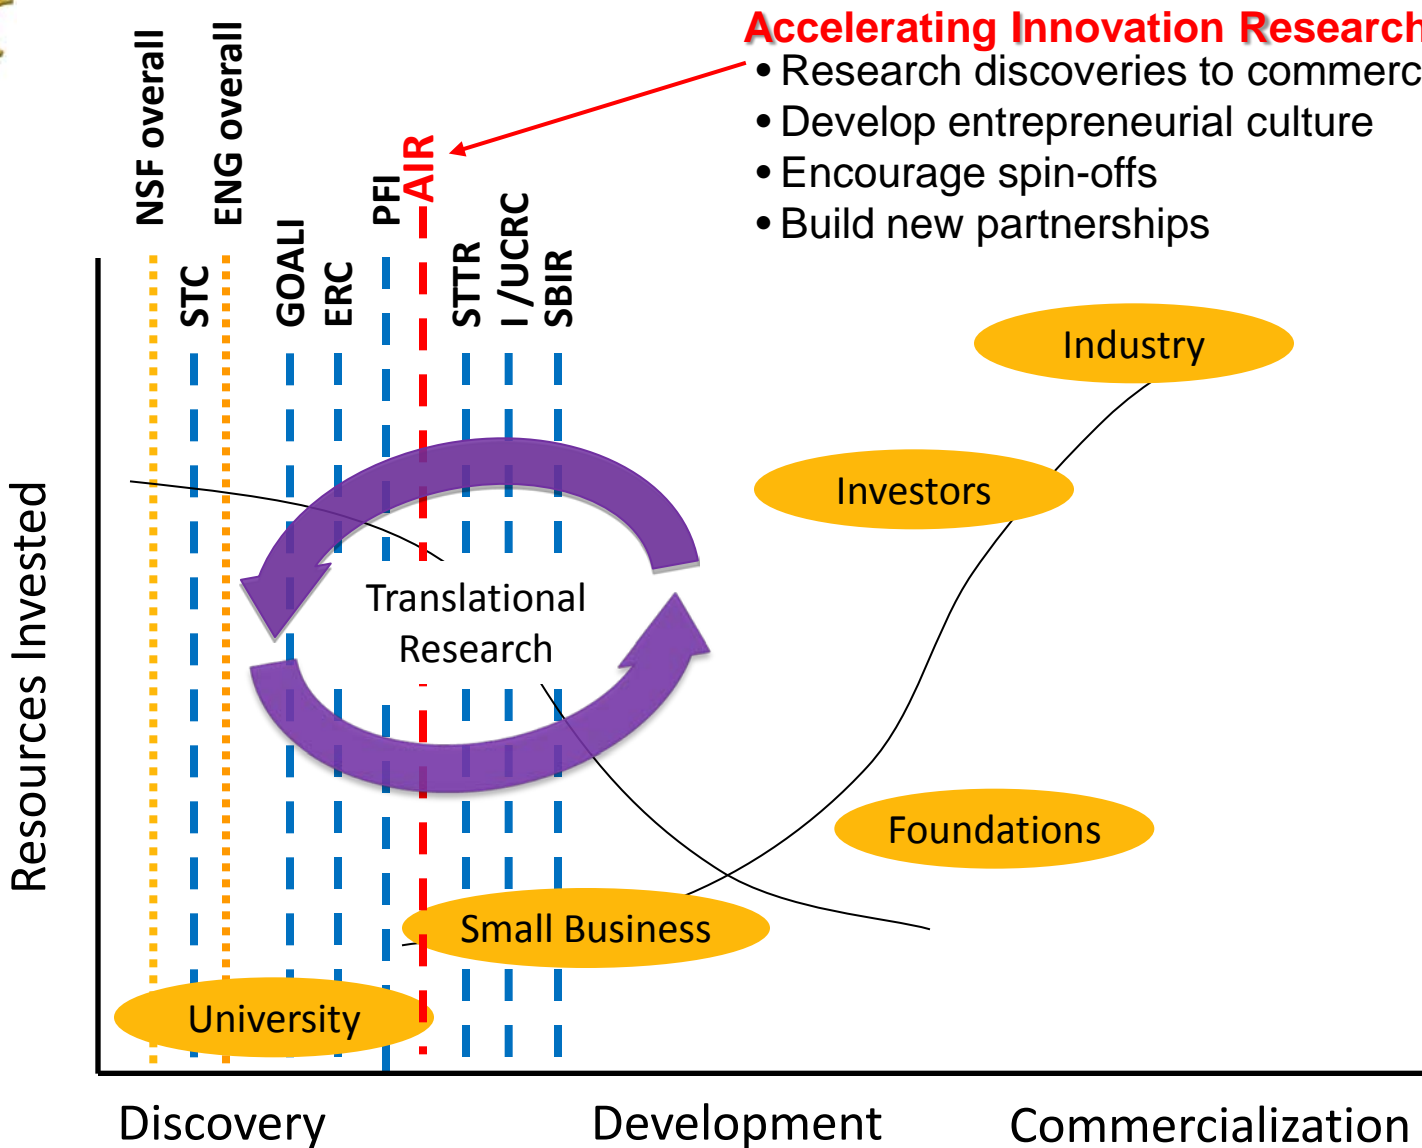 Accelerating Innovation Research
• Research discoveries to
• Develop entrepreneurial culture
• Encourage spin-offs
• Build new partnerships
NSF overall
STC
ENG overall
GOALI
ERC
PFI
AIR
STTR
I /UCRC
SBIR
Industry
Investors
Translational
Research
Foundations
Small Business
University
Resources Invested
Discovery
Development
Commercialization